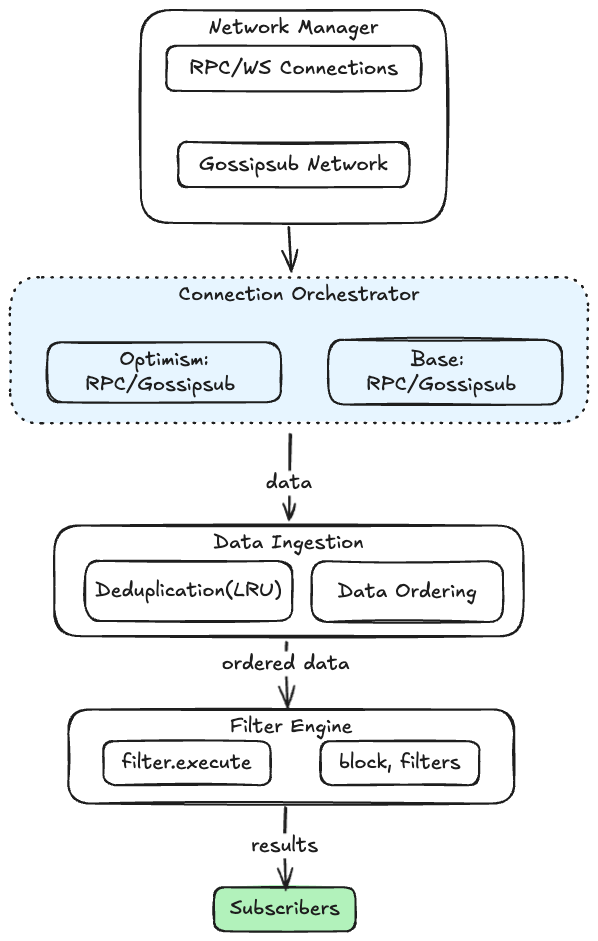 Network Manager
RPC/WS Connections
Gossipsub Network
Connection Orchestrator
Optimism:
RPC/Gossipsub
Base:
RPC/Gossipsub
data
Data Ingestion
Deduplication(LRU)
Data Ordering
ordered data
Filter Engine
filter.execute
block, filters
results
Subscribers